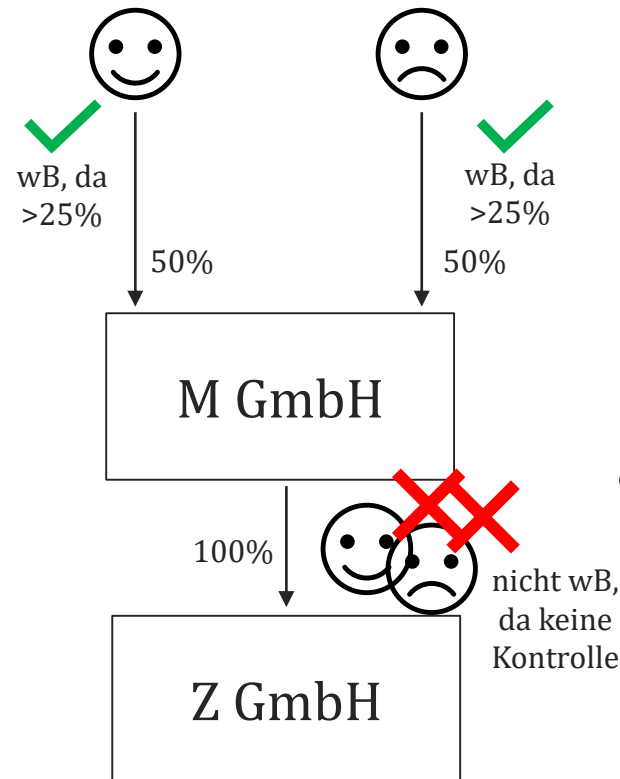 wB, da
>25%
wB, da
>25%
50%
50%
M GmbH
100%
nicht wB,
da keine
Kontrolle
Z GmbH